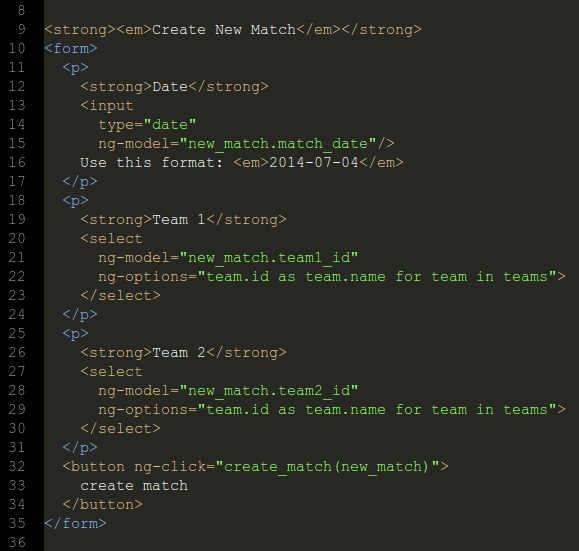 8
9 <strong><em>Create New Match</em></strong>
10 <form>
11   <p>
12     <strong>Date</strong>
13     <input
14       type="date"
15       ng-model="new_match.match_date"/>
16     Use this format: <em>2014-07-04</em>
17   </p>
18   <p>
19     <strong>Team 1</strong>
20     <select
21       ng-model="new_match.team1_id"
22       ng-options="team.id as team.name for team in teams">
23     </select>
24   </p>
25   <p>
26     <strong>Team 2</strong>
27     <select
28       ng-model="new_match.team2_id"
29       ng-options="team.id as team.name for team in teams">
30     </select>
31   </p>
32   <button ng-click="create_match(new_match)">
33     create match
34   </button>
35 </form>
36